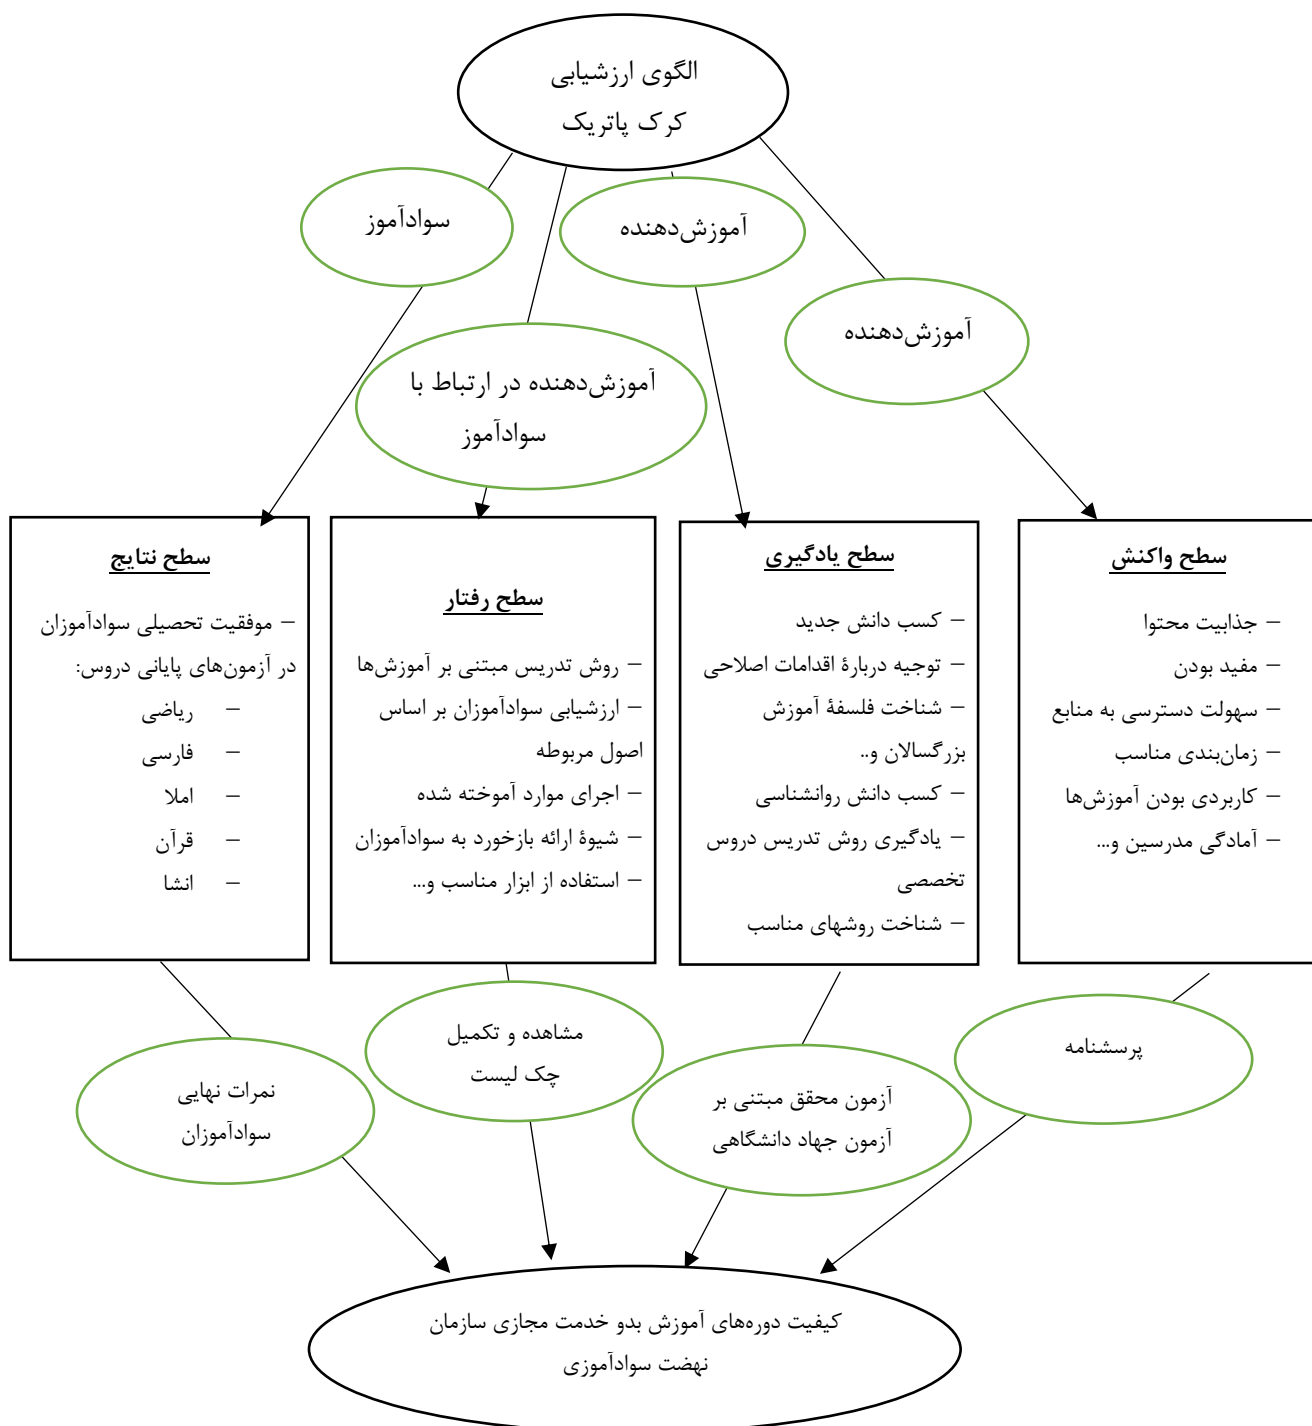 الگوی ارزشیابی
کرک پاتریک
آموزش‌دهنده
آموزش‌دهنده
آموزش‌دهنده در ارتباط با
سوادآموز
سوادآموز
سطح واکنش
– جذابیت محتوا
– مفید بودن
– سهولت دسترسی به منابع
– زمان‌بندی مناسب
– کاربردی بودن آموزش‌ها
– آمادگی مدرسین و...
سطح یادگیری
– کسب دانش جدید
– توجیه دربارۀ اقدامات اصلاحی
– شناخت فلسفۀ آموزش
بزرگسالان و..
– کسب دانش روانشناسی
– یادگیری روش تدریس دروس
تخصصی
– شناخت روشهای مناسب
سطح رفتار
– روش تدریس مبتنی بر آموزش‌ها
– ارزشیابی سوادآموزان بر اساس
اصول مربوطه
– اجرای موارد آموخته شده
– شیوۀ ارائه بازخورد به سوادآموزان
– استفاده از ابزار مناسب و...
سطح نتایج
– موفقیت تحصیلی سوادآموزان
در آزمون‌های پایانی دروس:
– ریاضی
– فارسی
– املا
– قرآن
– انشا
پرسشنامه
آزمون محقق مبتنی بر
آزمون جهاد دانشگاهی
مشاهده و تکمیل
چک لیست
نمرات نهایی
سوادآموزان
کیفیت دوره‌های آموزش بدو خدمت مجازی سازمان
نهضت سوادآموزی